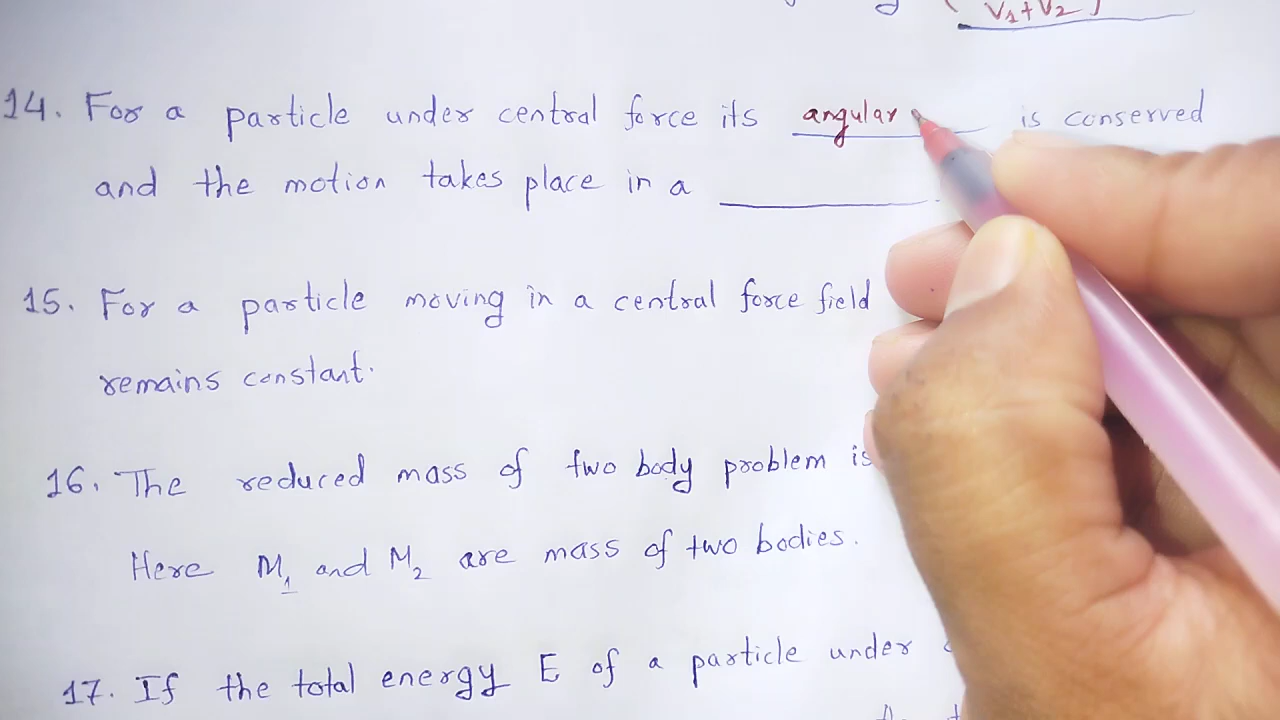 V1+V2)
14. For a particle under central force its angular is conserved
and the motion takes place in a ________.
15. For a particle moving in a central force field
remains constant.
16. The reduced mass of two body problem is
Here M1 and M2 are mass of two bodies.
17. If the total energy E of a particle under